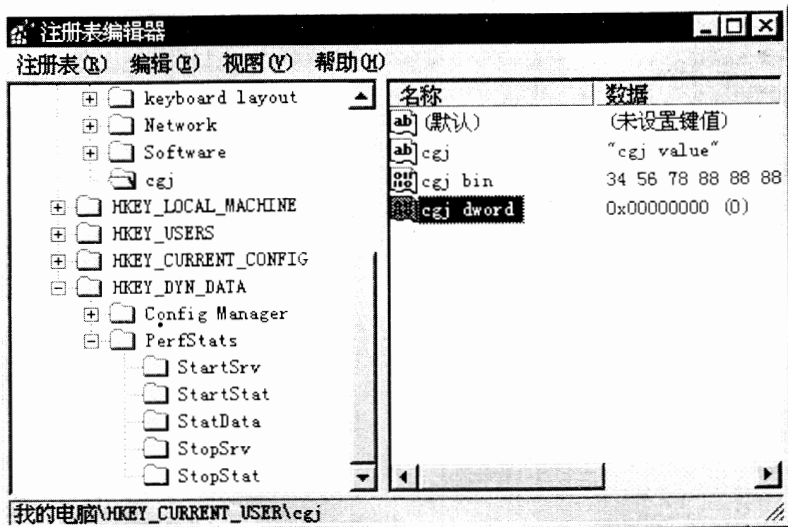 注册表编辑器
注册表(R) 编辑(E) 视图(V) 帮助(H)
keyboard layout
Network
Software
cgj
HKEY_LOCAL_MACHINE
HKEY_USERS
HKEY_CURRENT_CONFIG
HKEY_DYN_DATA
Config Manager
PerfStats
StartSrv
StartStat
StatData
StopSrv
StopStat
名称 数据
(默认) (未设置键值)
cgj "cgj value"
cgj bin 34 56 78 88 88 88
cgj dword 0x00000000 (0)
我的电脑\HKEY_CURRENT_USER\cgj